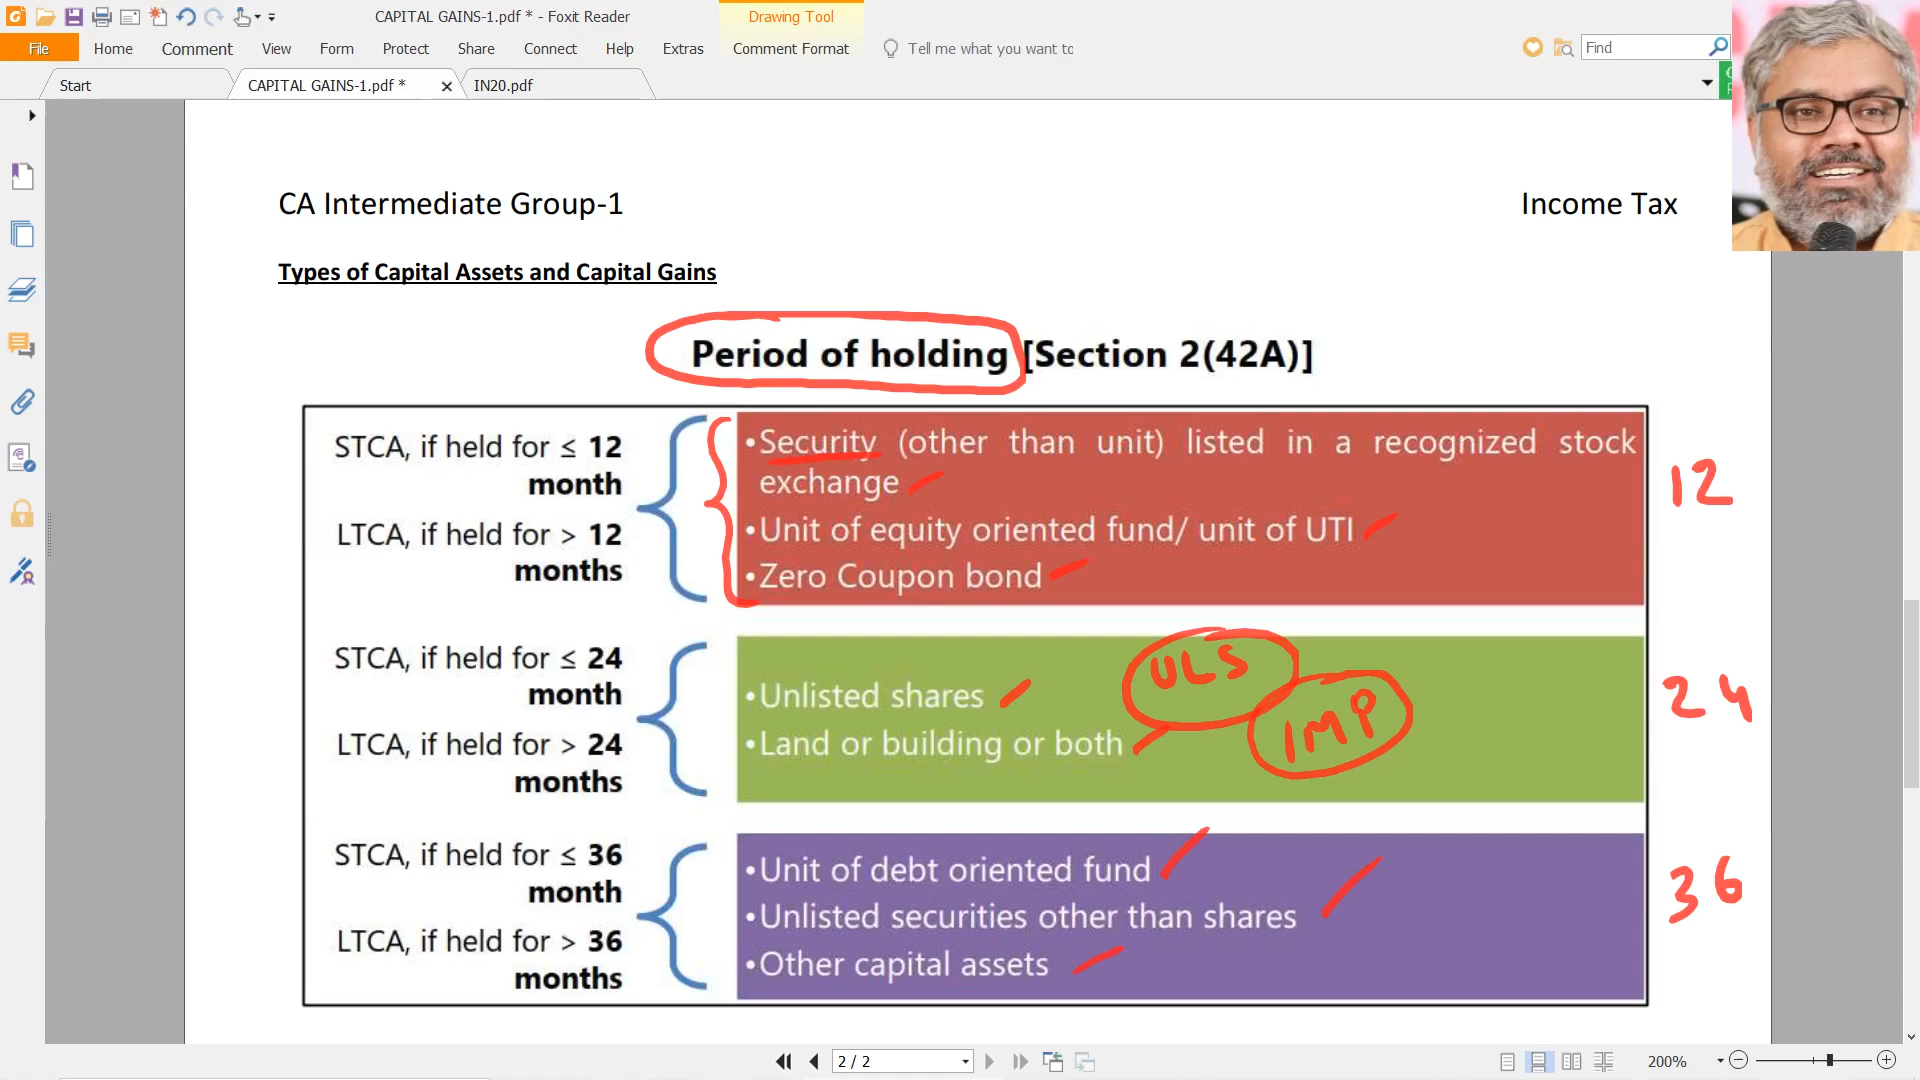 CAPITAL GAINS-1.pdf * - Foxit Reader
Drawing Tool
File
Home
Comment
View
Form
Protect
Share
Connect
Help
Extras
Comment Format
Tell me what you want to
Find
Start
CAPITAL GAINS-1.pdf *
IN20.pdf
CA Intermediate Group-1
Income Tax
Types of Capital Assets and Capital Gains
Period of holding [Section 2(42A)]
STCA, if held for ≤ 12
month
LTCA, if held for > 12
months
•Security (other than unit) listed in a recognized stock
exchange
•Unit of equity oriented fund/ unit of UTI
•Zero Coupon bond
12
STCA, if held for ≤ 24
month
LTCA, if held for > 24
months
ULS
•Unlisted shares
IMP
•Land or building or both
24
STCA, if held for ≤ 36
month
LTCA, if held for > 36
months
•Unit of debt oriented fund
•Unlisted securities other than shares
•Other capital assets
36
2 / 2
200%